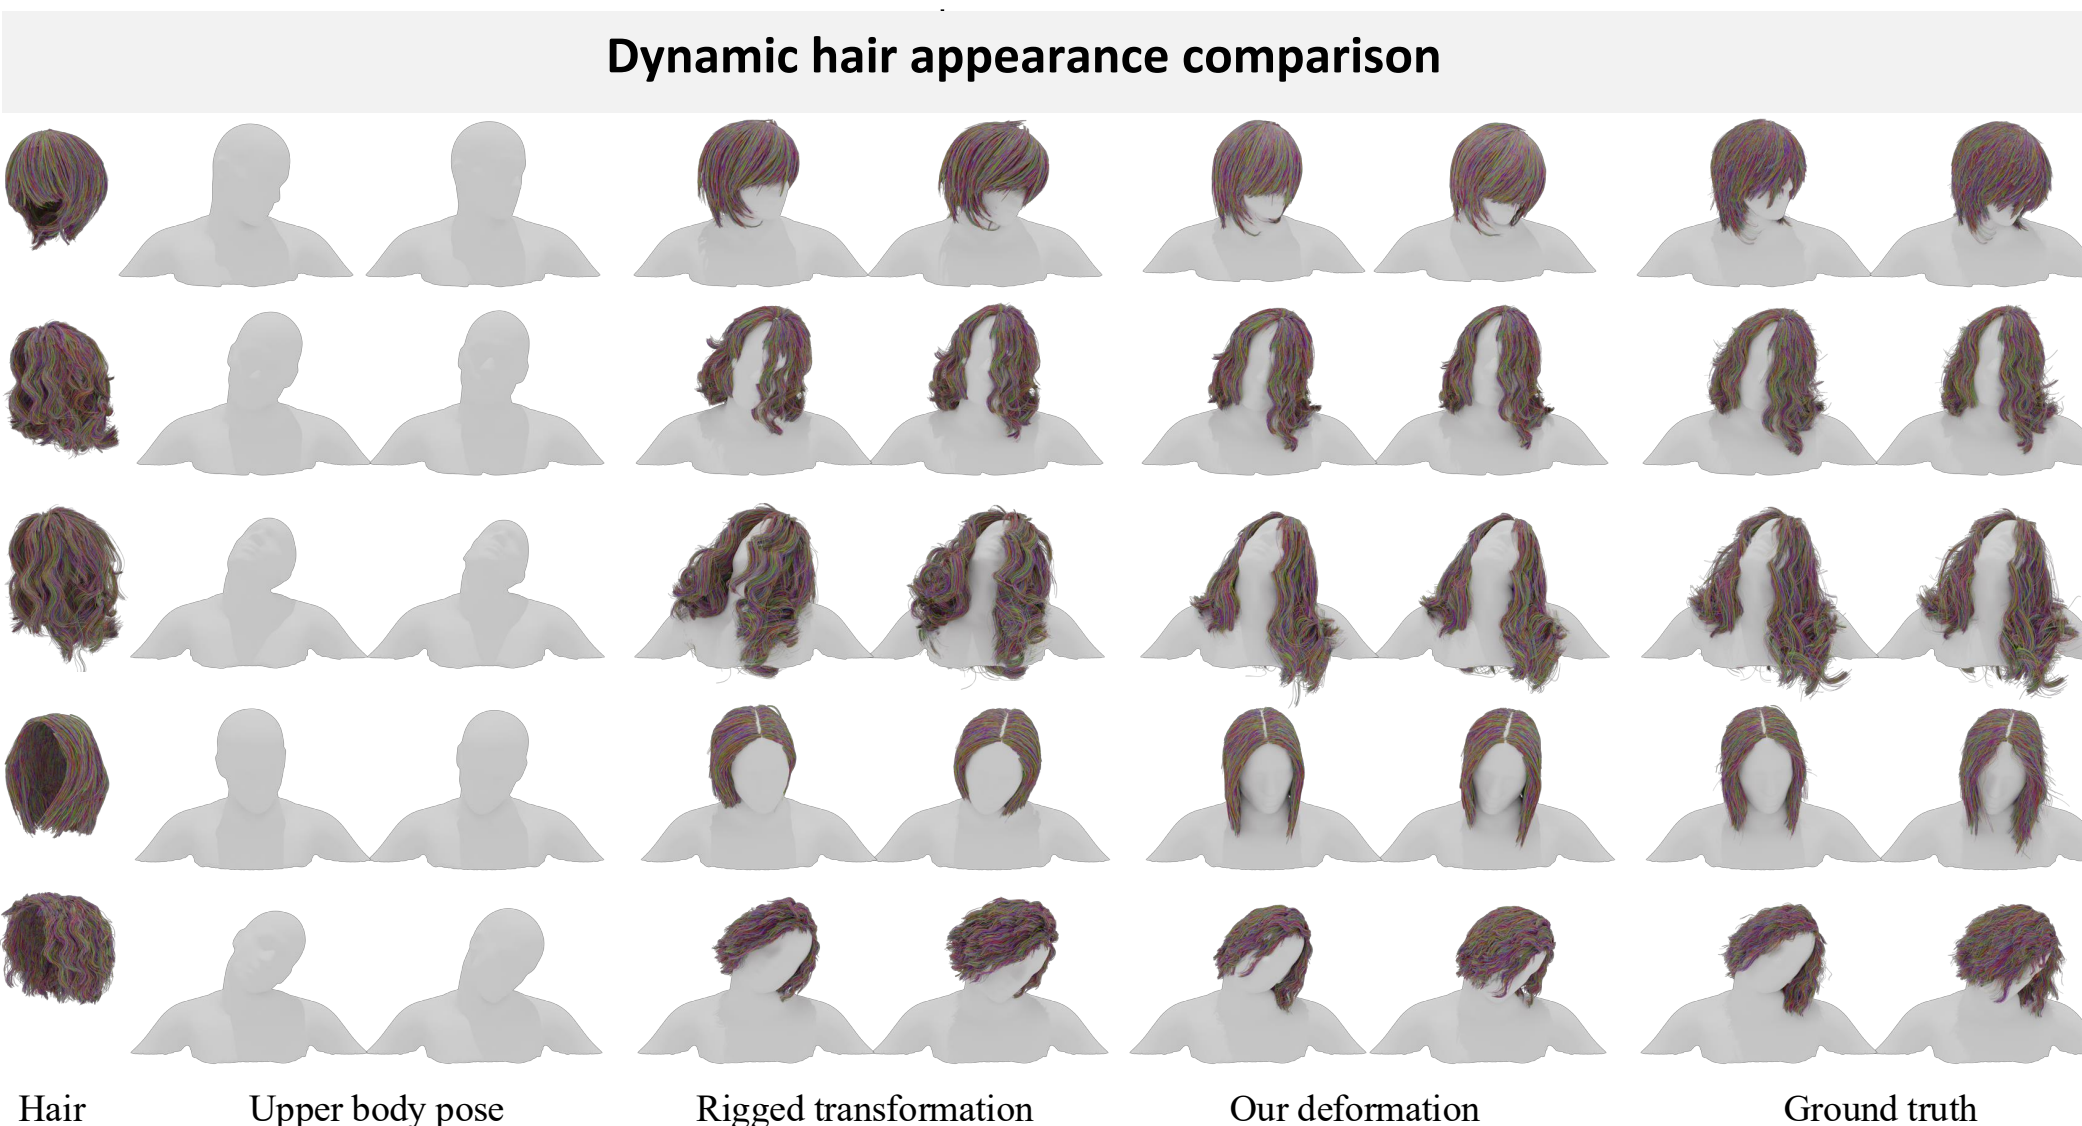 Dynamic hair appearance comparison
Hair
Upper body pose
Rigged transformation
Our deformation
Ground truth